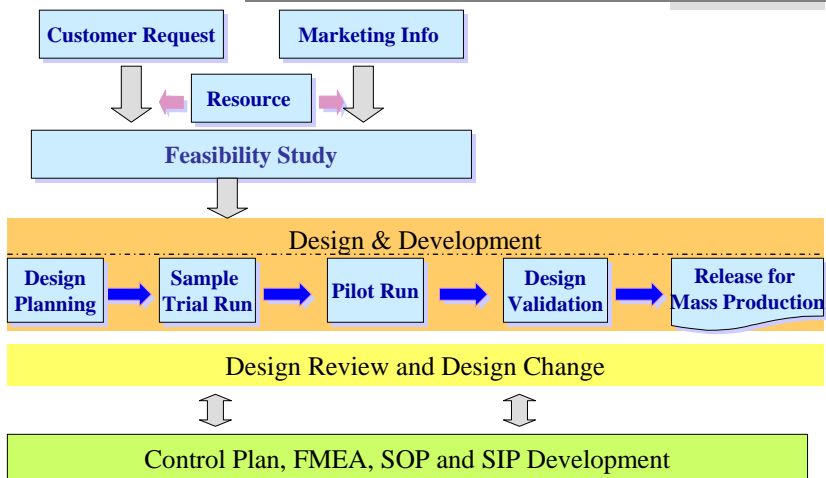 Customer Request
Marketing Info
Resource
Feasibility Study
Design & Development
Design
Planning
Sample
Trial Run
Pilot Run
Design
Validation
Release for
Mass Production
Design Review and Design Change
Control Plan, FMEA, SOP and SIP Development